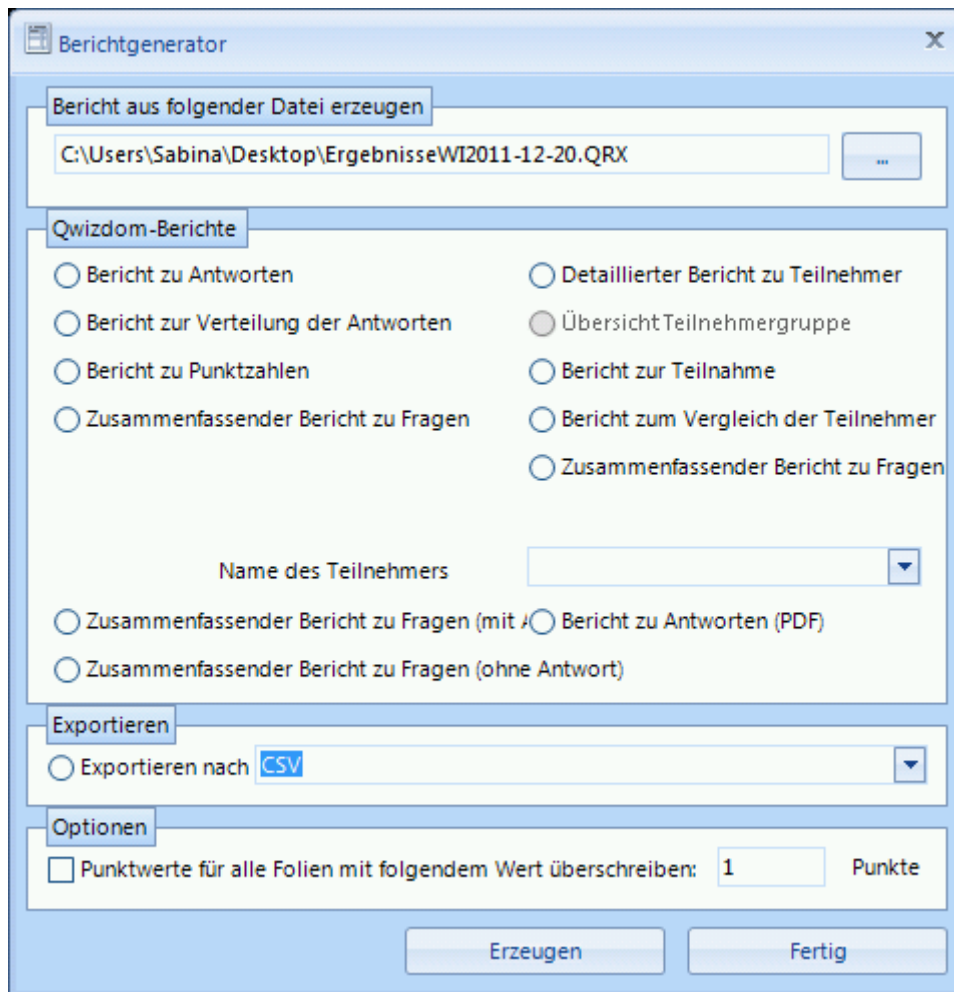 Berichtgenerator
Bericht aus folgender Datei erzeugen
C:\Users\Sabina\Desktop\ErgebnisseWI2011-12-20.QRX
...
Qwizdom-Berichte
Bericht zu Antworten
Detaillierter Bericht zu Teilnehmer
Bericht zur Verteilung der Antworten
Übersicht Teilnehmergruppe
Bericht zu Punktzahlen
Bericht zur Teilnahme
Zusammenfassender Bericht zu Fragen
Bericht zum Vergleich der Teilnehmer
Zusammenfassender Bericht zu Fragen
Name des Teilnehmers
Zusammenfassender Bericht zu Fragen (mit
Bericht zu Antworten (PDF)
Zusammenfassender Bericht zu Fragen (ohne Antwort)
Exportieren
Exportieren nach CSV
Optionen
Punktwerte für alle Folien mit folgendem Wert überschreiben: 1 Punkte
Erzeugen Fertig